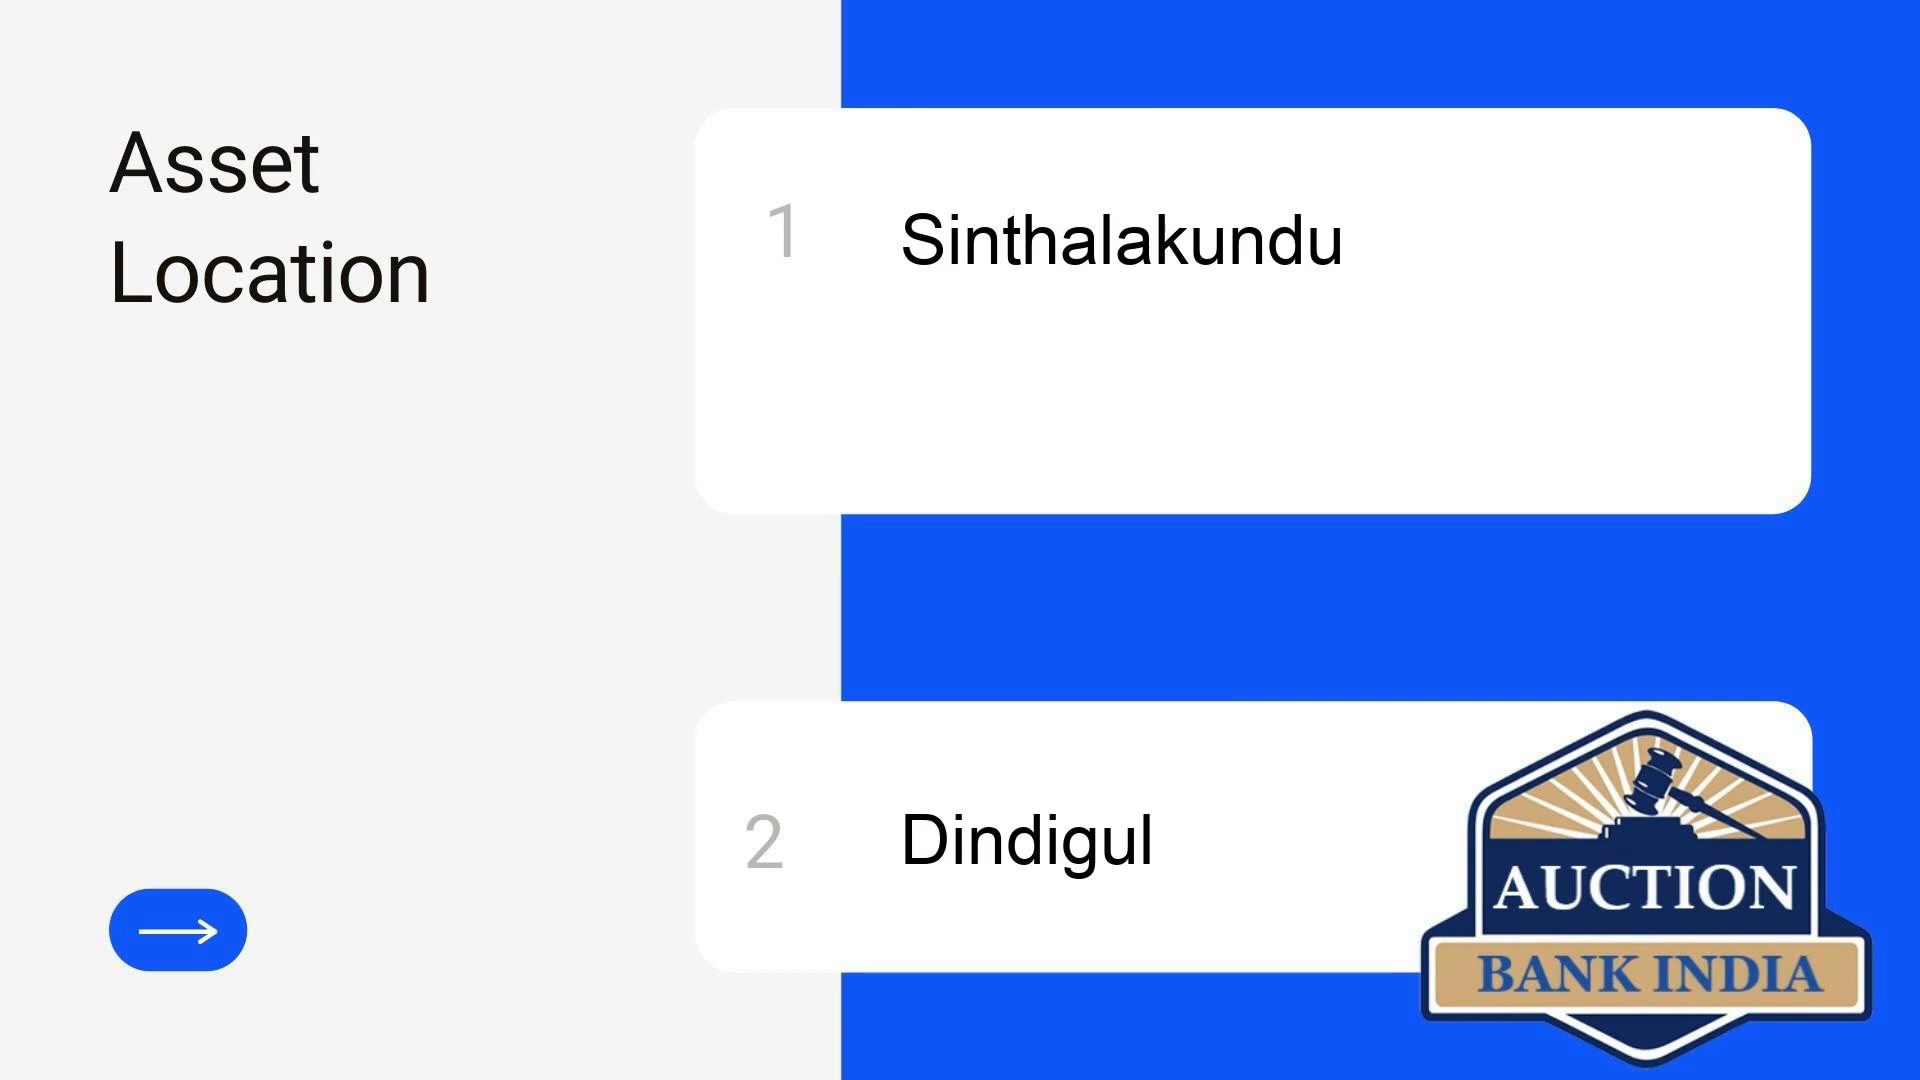 Asset
Location
1
Sinthalakundu
2
Dindigul
AUCTION
BANK INDIA